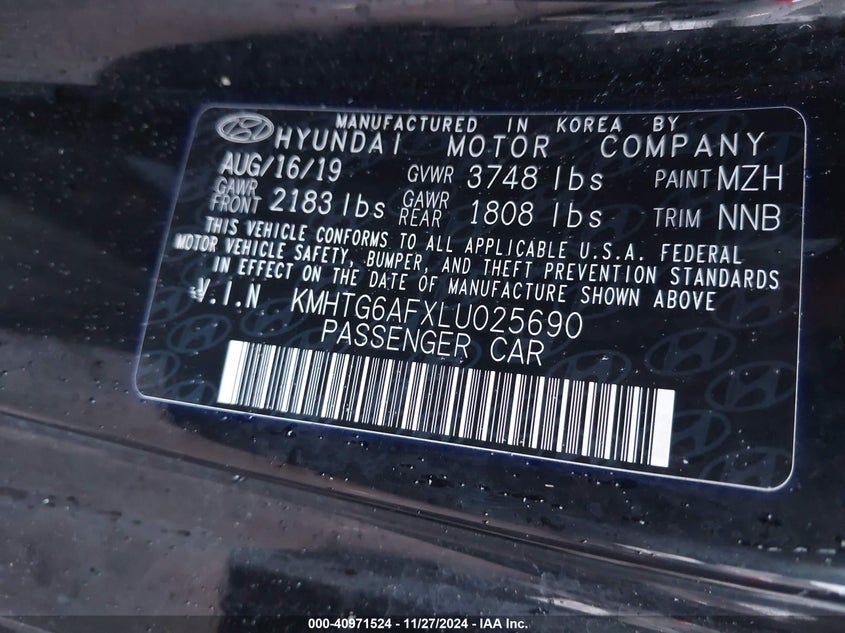 MANUFACTURED IN KOREA BY
HYUNDAI MOTOR COMPANY
AUG/16/19 GVWR 3748 lbs PAINT MZH
GAWR FRONT 2183 lbs GAWR REAR 1808 lbs TRIM NNB
THIS VEHICLE CONFORMS TO ALL APPLICABLE U.S.A. FEDERAL
MOTOR VEHICLE SAFETY, BUMPER, AND THEFT PREVENTION STANDARDS
IN EFFECT ON THE DATE OF MANUFACTURE SHOWN ABOVE
V.I.N KMHTG6AFXLU025690
PASSENGER CAR
000-40971524 | 11/27/2024 | IAA Inc.